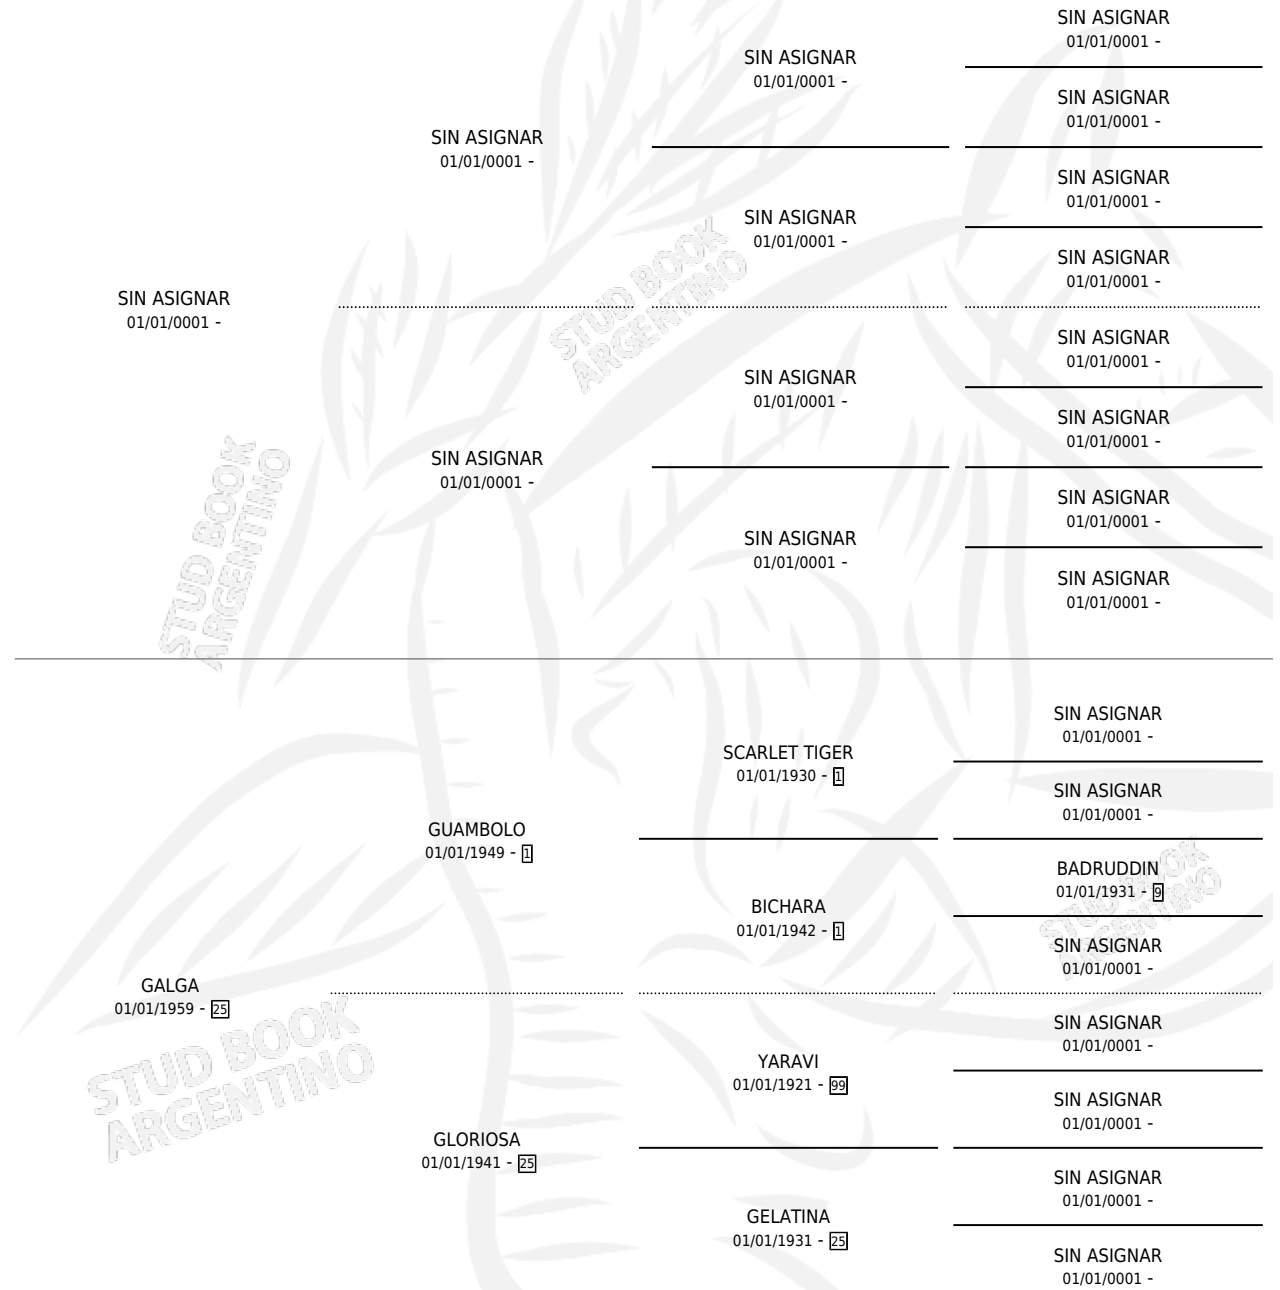 SIN ASIGNAR
01/01/0001 -
SIN ASIGNAR
01/01/0001 -
SIN ASIGNAR
01/01/0001 -
SIN ASIGNAR
01/01/0001 -
SIN ASIGNAR
01/01/0001 -
SIN ASIGNAR
01/01/0001 -
SIN ASIGNAR
01/01/0001 -
SIN ASIGNAR
01/01/0001 -
SIN ASIGNAR
01/01/0001 -
SIN ASIGNAR
01/01/0001 -
SIN ASIGNAR
01/01/0001 -
SIN ASIGNAR
01/01/0001 -
SIN ASIGNAR
01/01/0001 -
SIN ASIGNAR
01/01/0001 -
SIN ASIGNAR
01/01/0001 -
STUD BOOK
ARGENTINO
STUD BOOK
ARGENTINO
SIN ASIGNAR
01/01/0001 -
SCARLET TIGER
01/01/1930 - 1
SIN ASIGNAR
01/01/0001 -
GUAMBOLO
01/01/1949 - 1
BADRUDDIN
01/01/1931 - 9
BICHARA
01/01/1942 - 1
SIN ASIGNAR
01/01/0001 -
GALGA
01/01/1959 - 25
SIN ASIGNAR
01/01/0001 -
YARAVI
01/01/1921 - 99
SIN ASIGNAR
01/01/0001 -
GLORIOSA
01/01/1941 - 25
SIN ASIGNAR
01/01/0001 -
GELATINA
01/01/1931 - 25
SIN ASIGNAR
01/01/0001 -
STUD BOOK
ARGENTINO
STUD BOOK
ARGENTINO